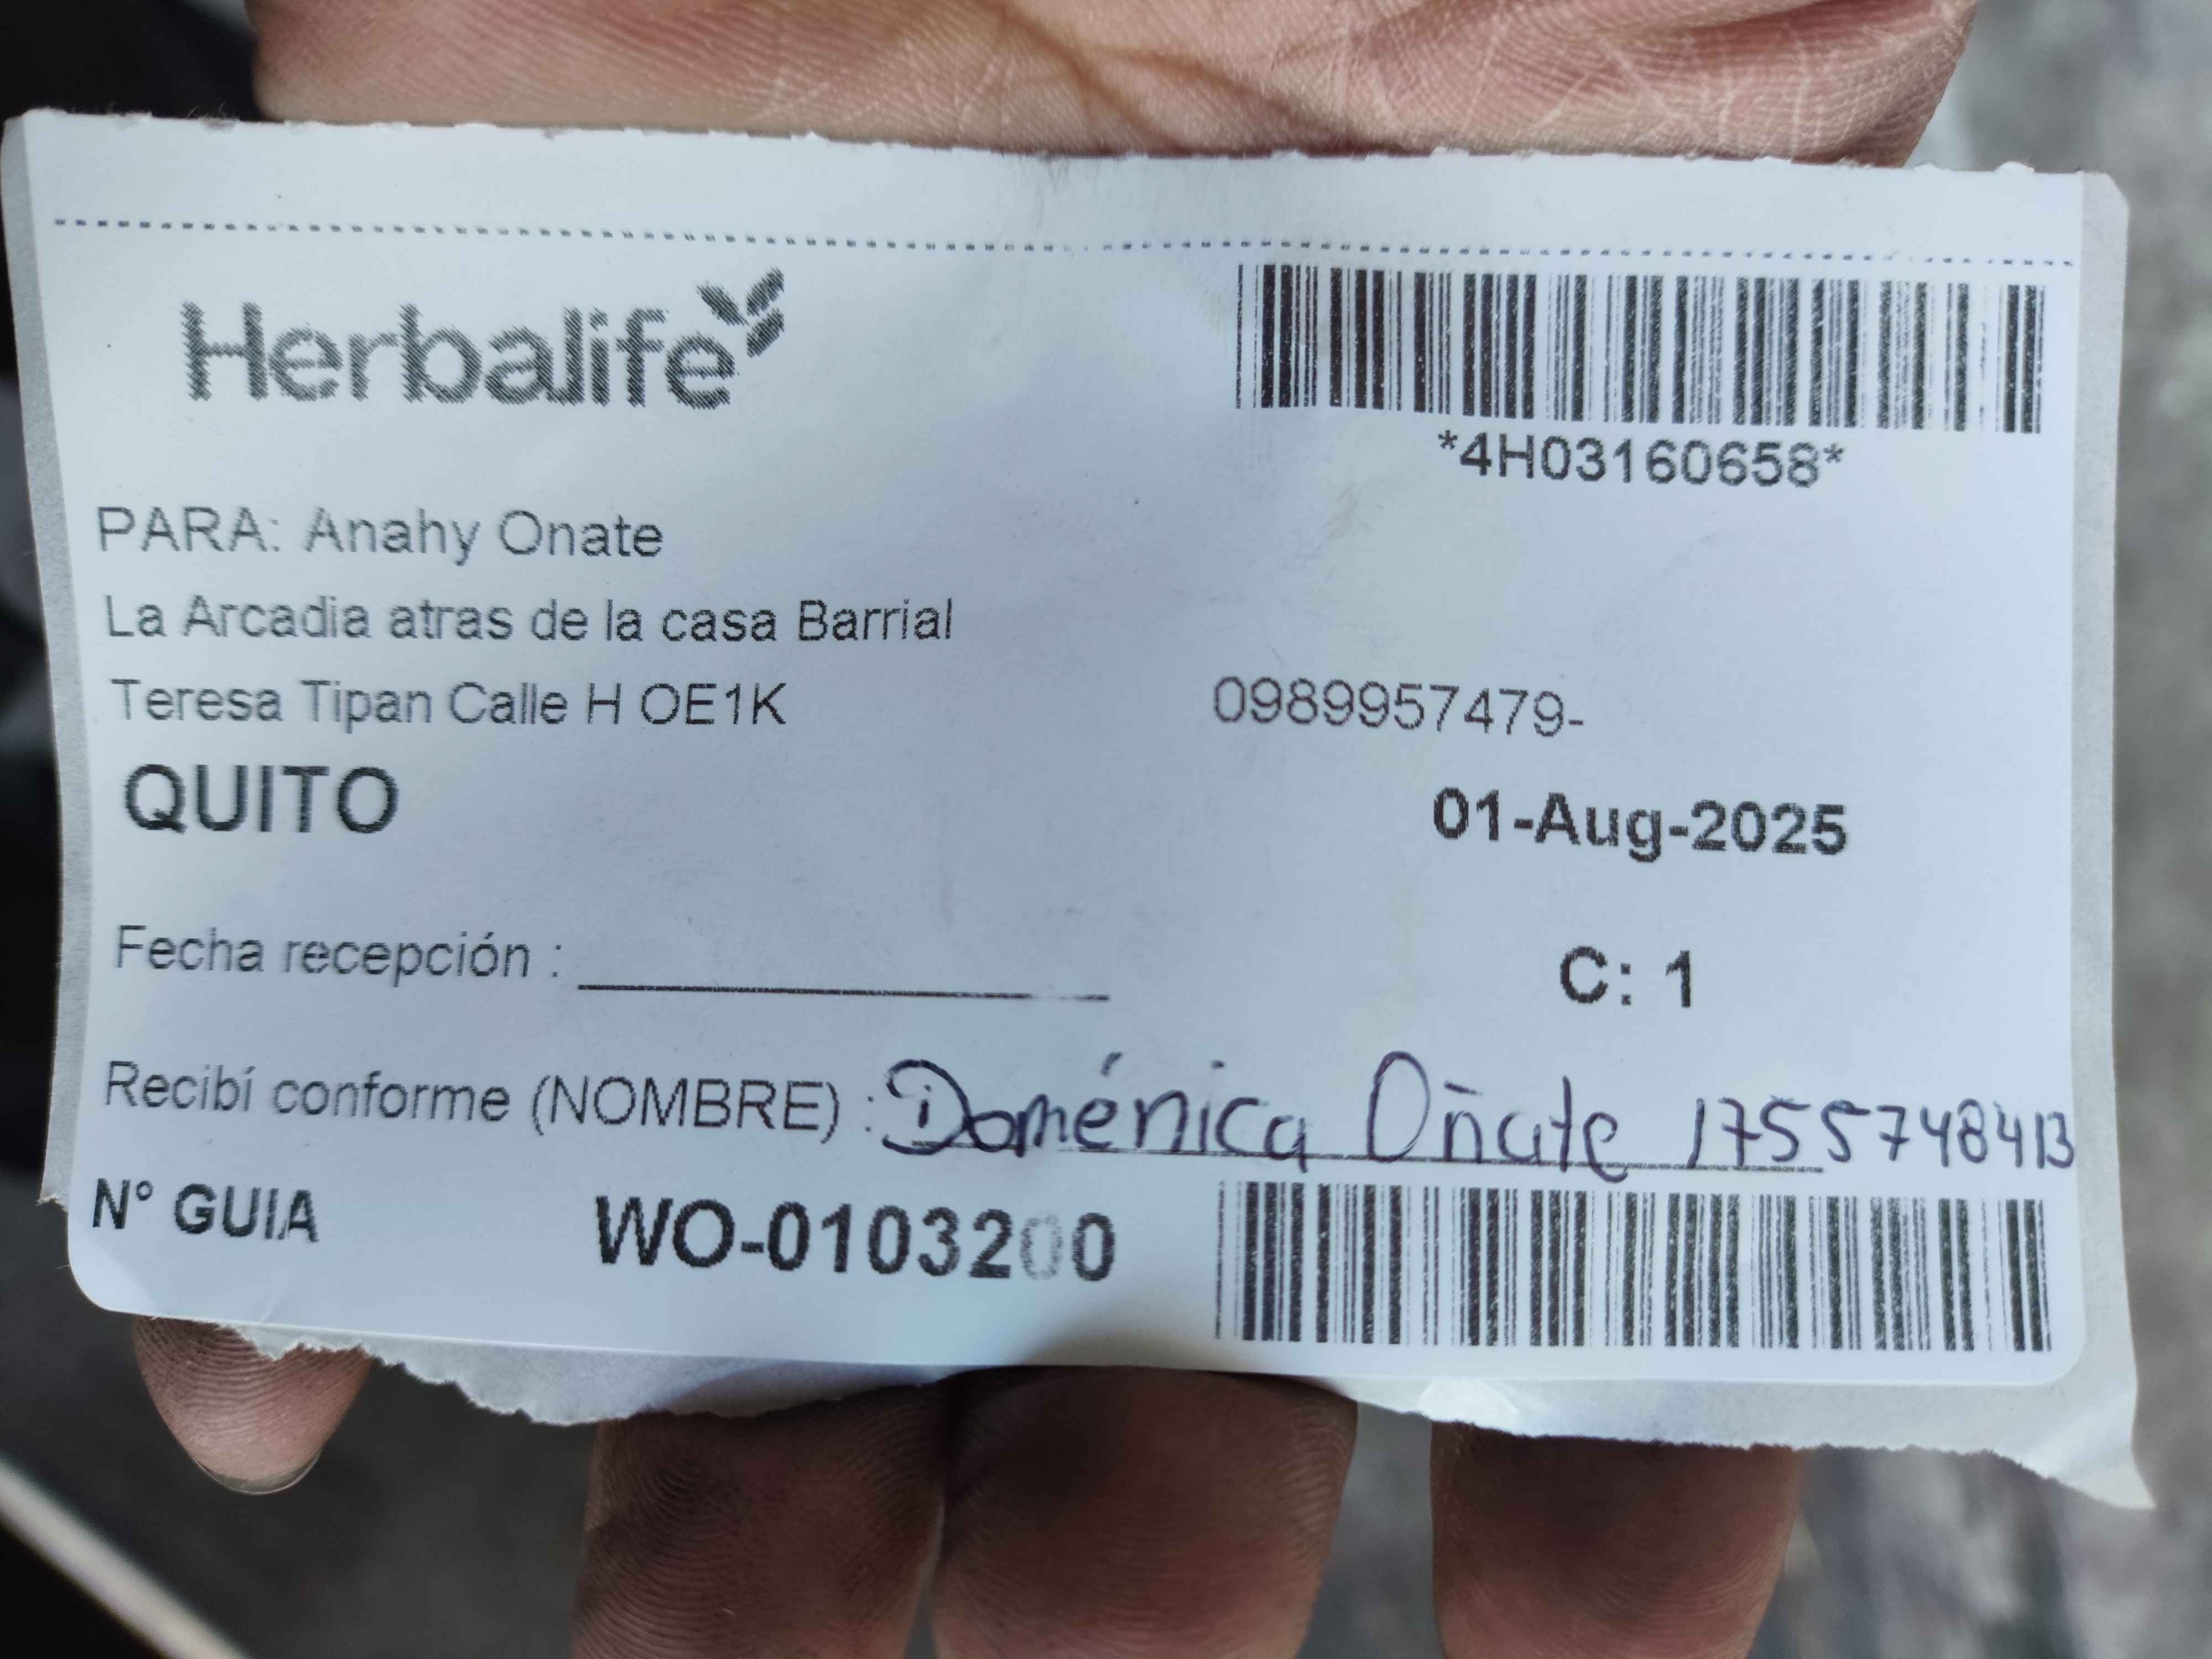 Herbalife
*4H03160658*
PARA: Anahy Onate
La Arcadia atras de la casa Barrial
Teresa Tipan Calle H OE1K 0989957479-
QUITO
01-Aug-2025
Fecha recepción : ____________
C: 1
Recibí conforme (NOMBRE) : Doménica Oñate 1755748413
N° GUIA WO-0103200